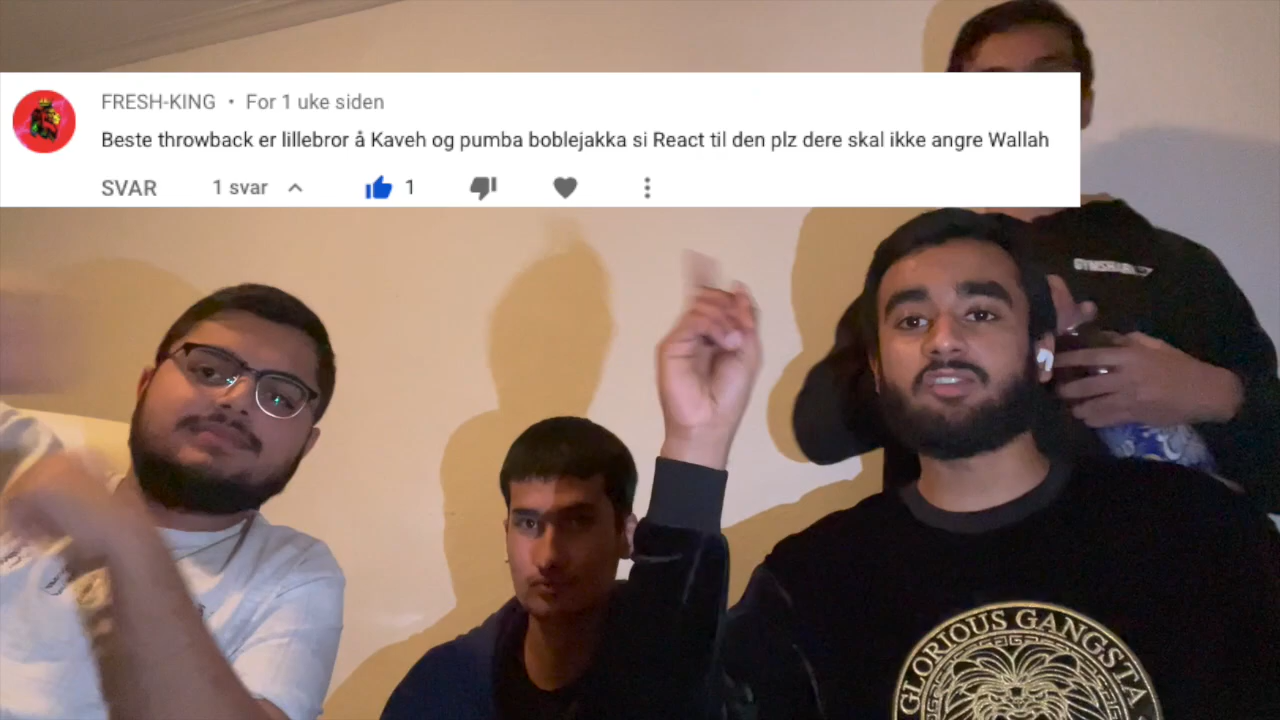 FRESH-KING • For 1 uke siden
Beste throwback er lillebror å Kaveh og pumba boblejakka si React til den plz dere skal ikke angre Wallah
SVAR 1 svar 1
GLORIOUS GANGSTA